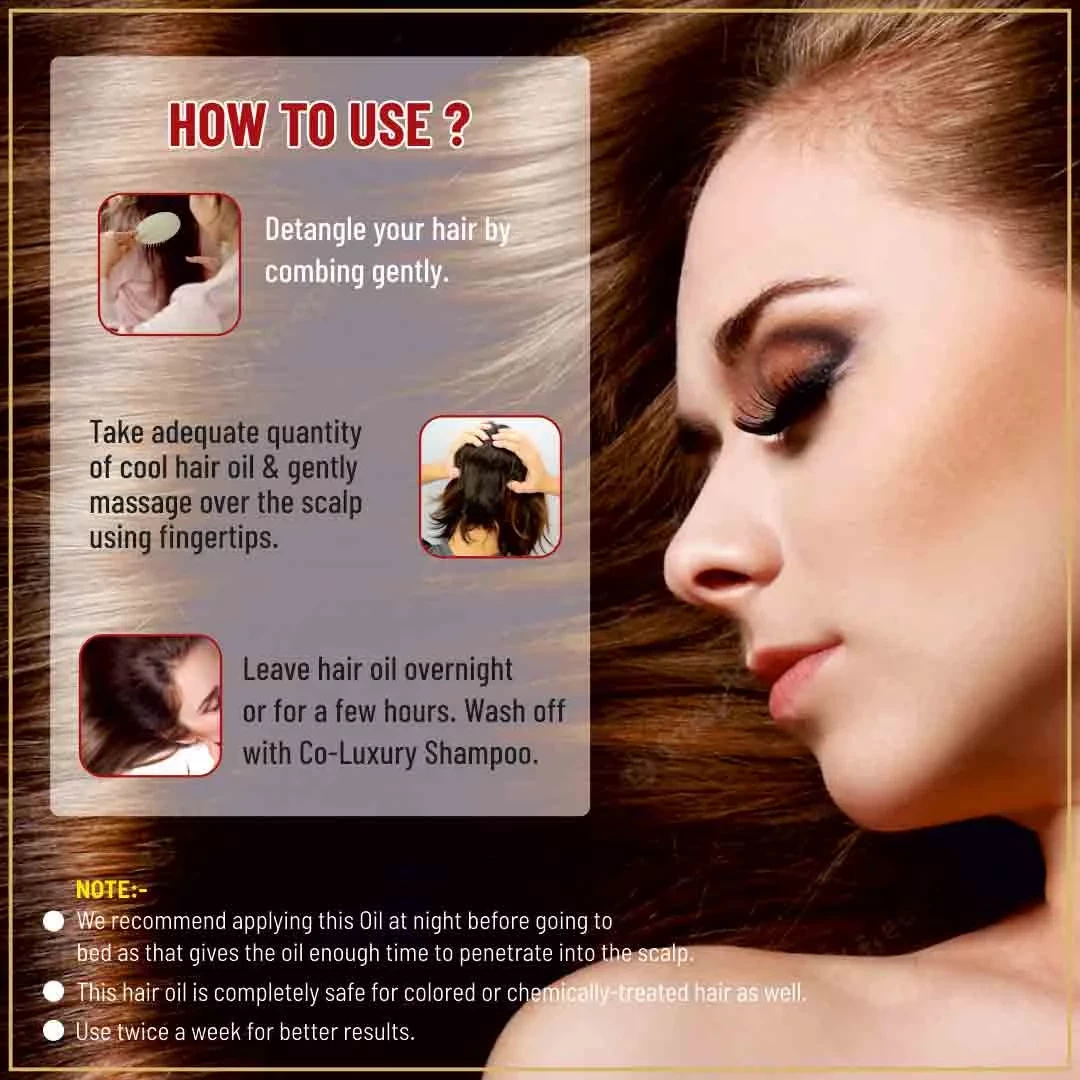 HOW TO USE ?
Detangle your hair by
combing gently.
Take adequate quantity
of cool hair oil & gently
massage over the scalp
using fingertips.
Leave hair oil overnight
or for a few hours. Wash off
with Co-Luxury Shampoo.
NOTE:-
We recommend applying this Oil at night before going to
bed as that gives the oil enough time to penetrate into the scalp.
This hair oil is completely safe for colored or chemically-treated hair as well.
Use twice a week for better results.